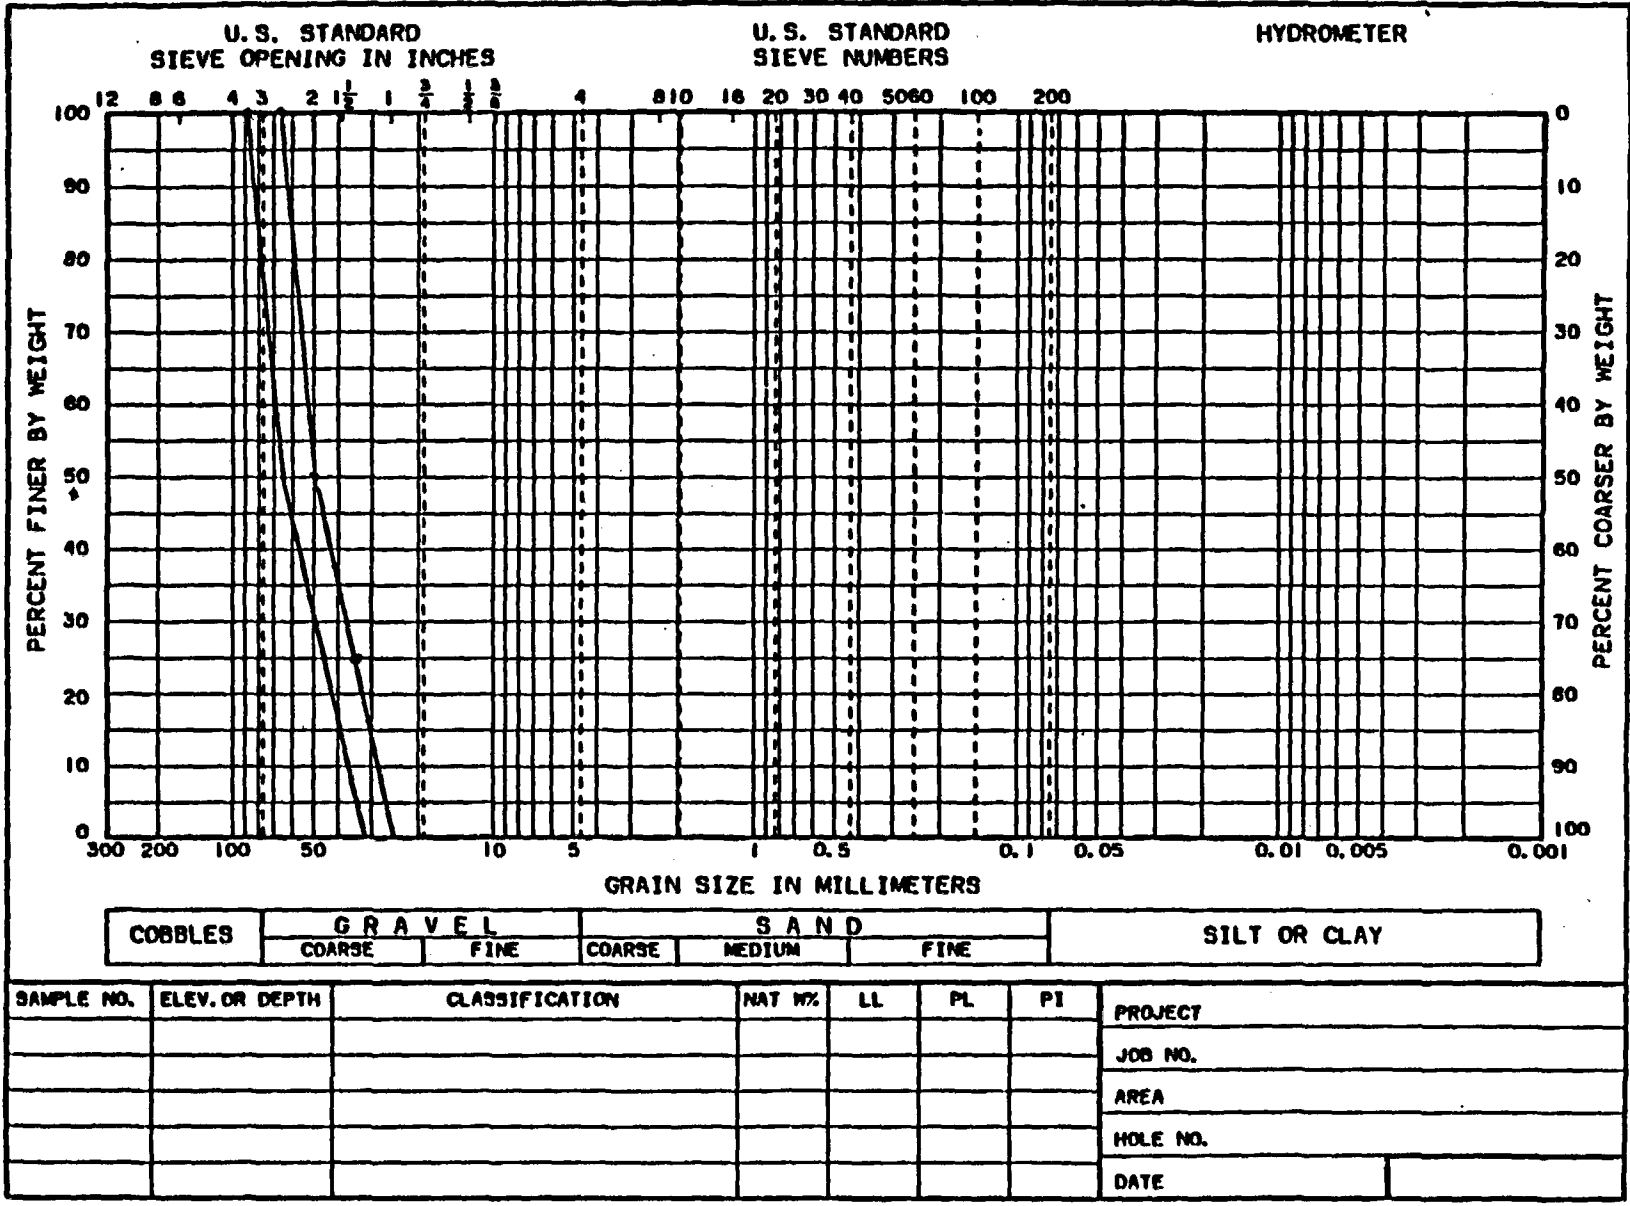 U.S. STANDARD SIEVE OPENING IN INCHES
U.S. STANDARD SIEVE NUMBERS
HYDROMETER
12 8 6 4 3 2 1 1/2 1 3/4 1/2 3/8 4 8 10 16 20 30 40 50 60 100 200
PERCENT FINER BY WEIGHT
100
90
80
70
60
50
40
30
20
10
0
0
10
20
30
40
50
60
70
80
90
100
PERCENT COARSER BY WEIGHT
300 200 100 50 10 5 1 0.5 0.1 0.05 0.01 0.005 0.001
GRAIN SIZE IN MILLIMETERS
COBBLES GRAVEL SAND SILT OR CLAY
COARSE FINE COARSE MEDIUM FINE
SAMPLE NO. ELEV. OR DEPTH CLASSIFICATION NAT W% LL PL PI
PROJECT
JOB NO.
AREA
HOLE NO.
DATE